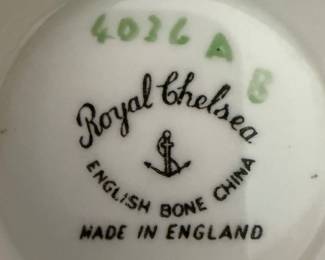 4036 A
B
Royal Chelsea
ENGLISH BONE CHINA
MADE IN ENGLAND